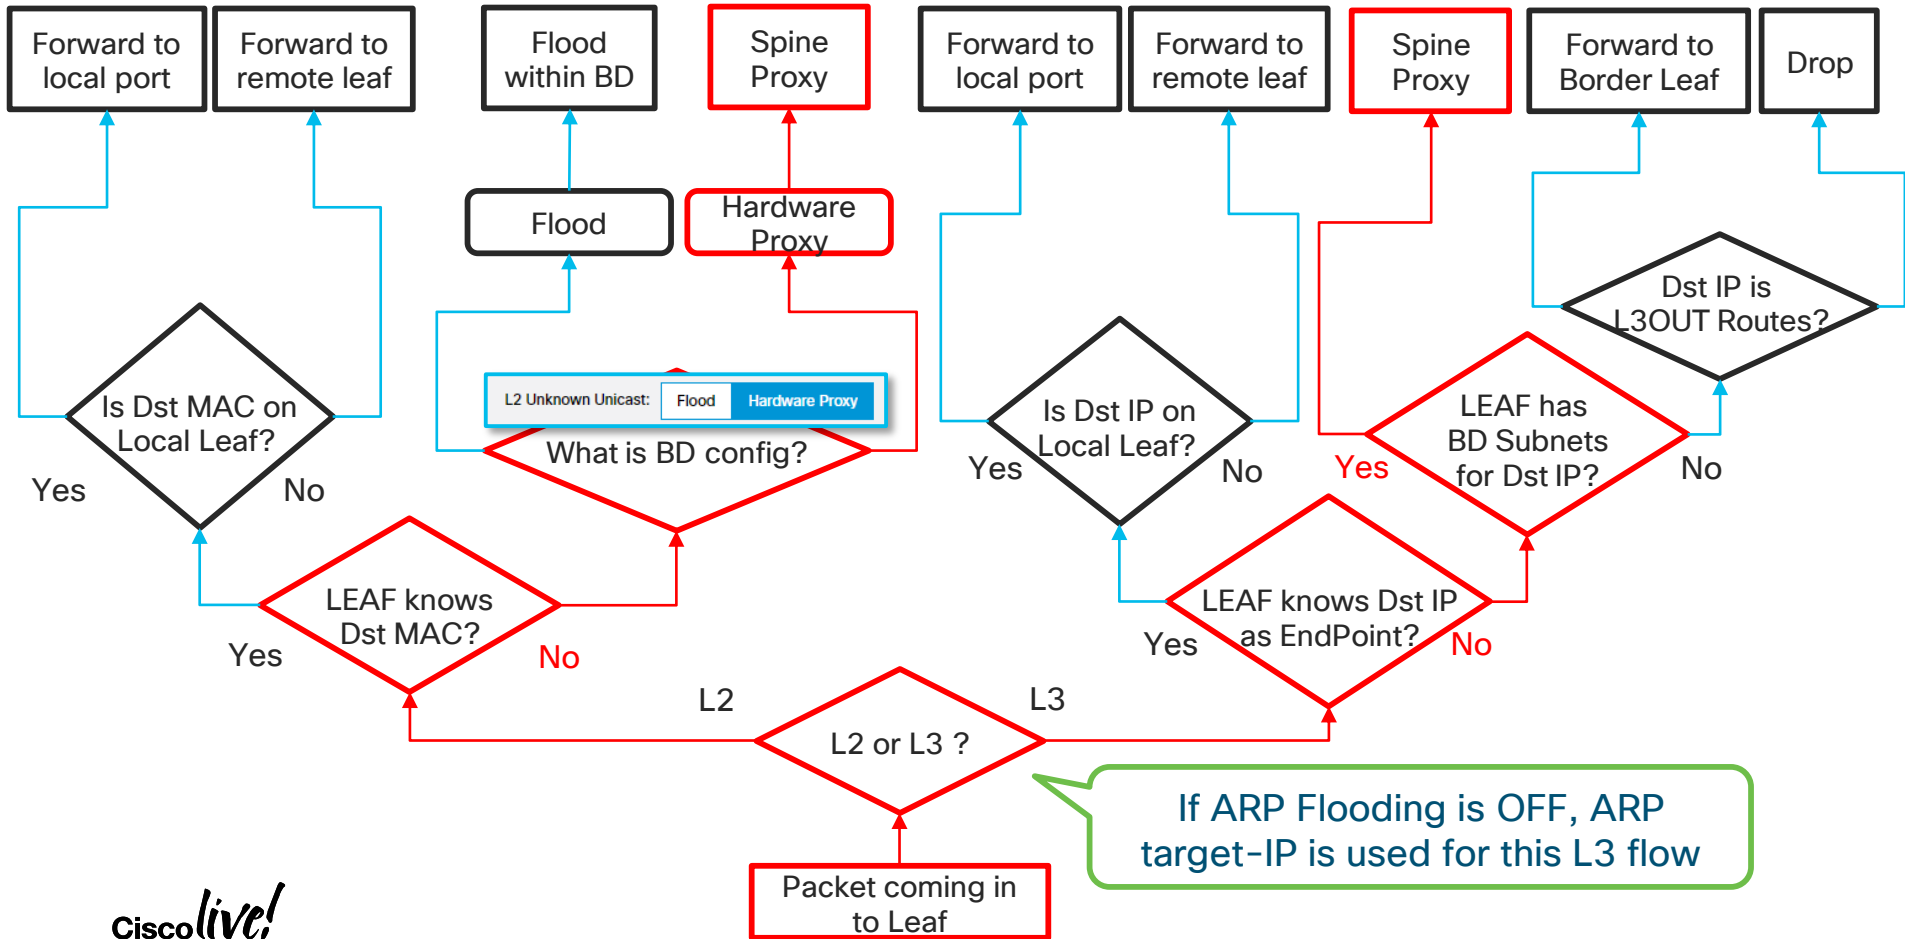 Forward to
local port
Forward to
remote leaf
Flood
within BD
Spine
Proxy
Forward to
local port
Forward to
remote leaf
Spine
Proxy
Forward to
Border Leaf
Drop
Flood
Hardware
Proxy
Dst IP is
L3OUT Routes?
L2 Unknown Unicast: Flood Hardware Proxy
Is Dst MAC on
Local Leaf?
Yes
No
What is BD config?
Is Dst IP on
Local Leaf?
Yes
No
LEAF has
BD Subnets
for Dst IP?
Yes
No
LEAF knows
Dst MAC?
Yes
No
LEAF knows Dst IP
as EndPoint?
Yes
No
L2
L3
L2 or L3 ?
If ARP Flooding is OFF, ARP
target-IP is used for this L3 flow
Packet coming in
to Leaf
Cisco live!